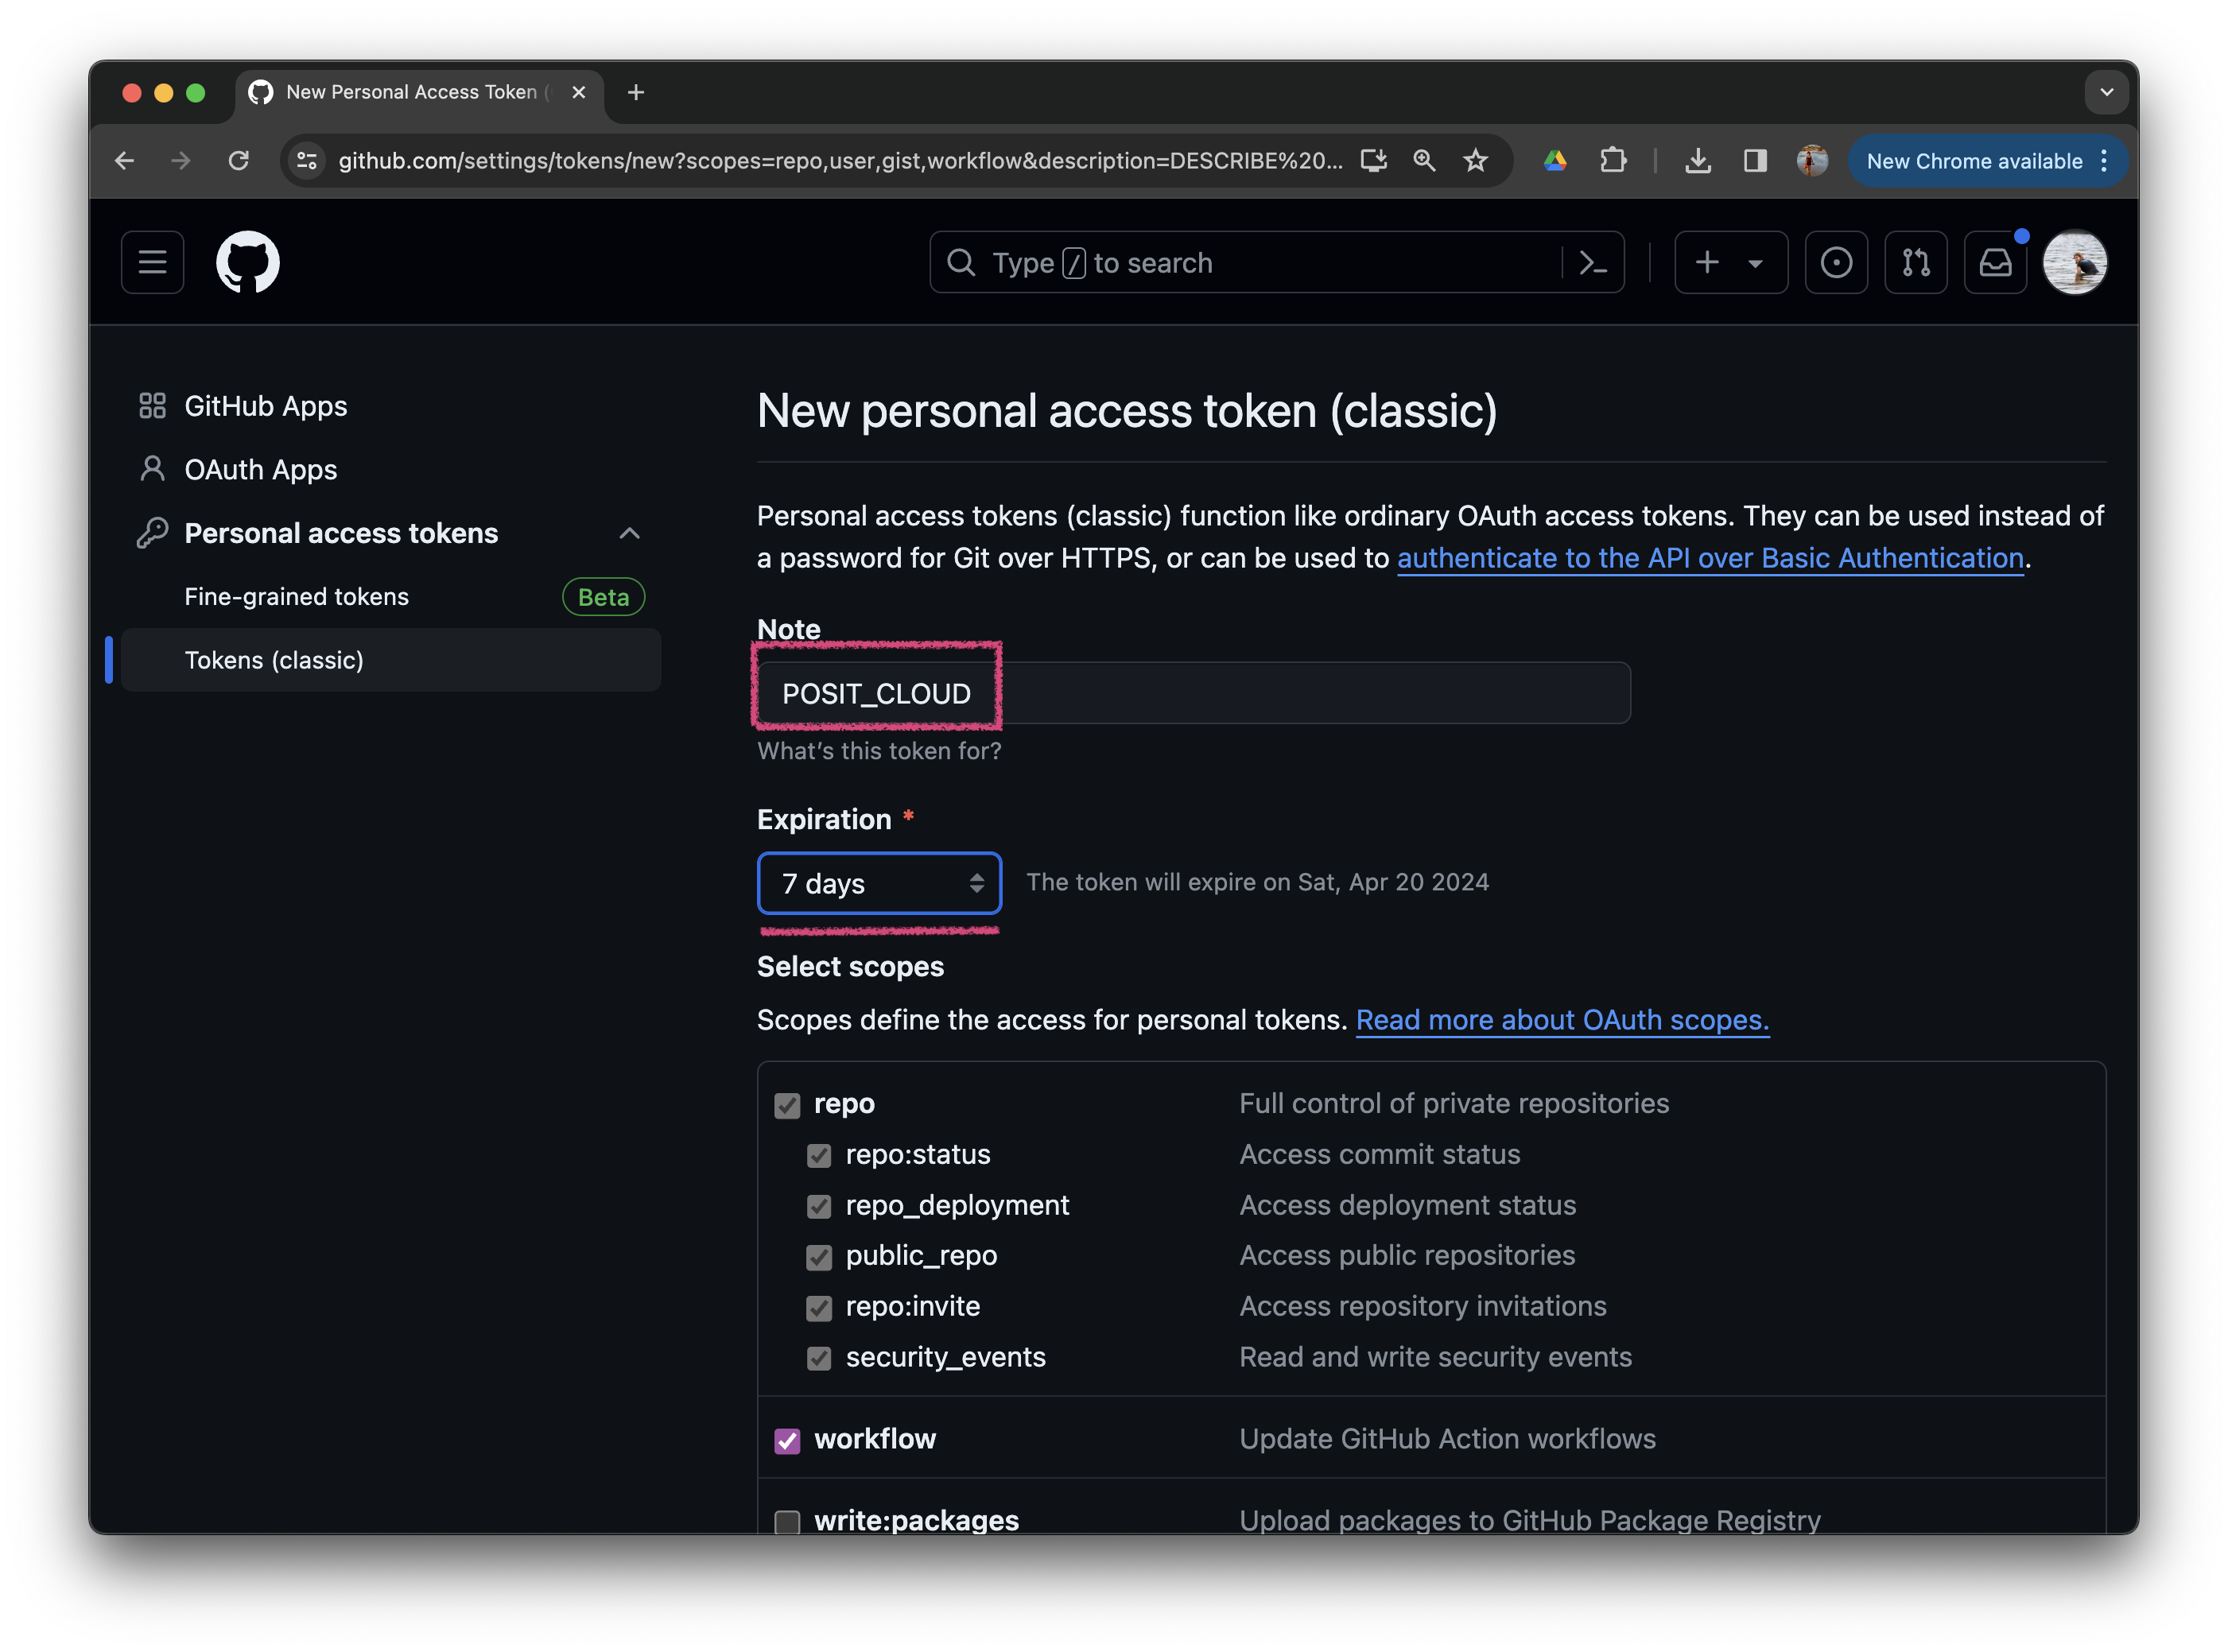 New Personal Access Token (
github.com/settings/tokens/new?scopes=repo,user,gist,workflow&description=DESCRIBE%20...
New Chrome available
Type / to search
GitHub Apps
OAuth Apps
Personal access tokens
Fine-grained tokens Beta
Tokens (classic)
New personal access token (classic)
Personal access tokens (classic) function like ordinary OAuth access tokens. They can be used instead of
a password for Git over HTTPS, or can be used to authenticate to the API over Basic Authentication.
Note
POSIT_CLOUD
What's this token for?
Expiration *
7 days The token will expire on Sat, Apr 20 2024
Select scopes
Scopes define the access for personal tokens. Read more about OAuth scopes.
repo Full control of private repositories
repo:status Access commit status
repo_deployment Access deployment status
public_repo Access public repositories
repo:invite Access repository invitations
security_events Read and write security events
workflow Update GitHub Action workflows
write:packages Upload packages to GitHub Package Registry